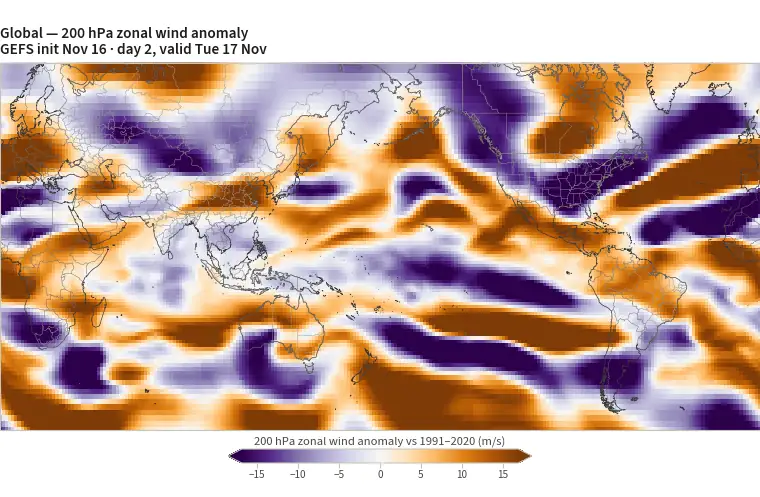 Global — 200 hPa zonal wind anomaly
GEFS init Nov 16 · day 2, valid Tue 17 Nov
200 hPa zonal wind anomaly vs 1991–2020 (m/s)
−15 −10 −5 0 5 10 15